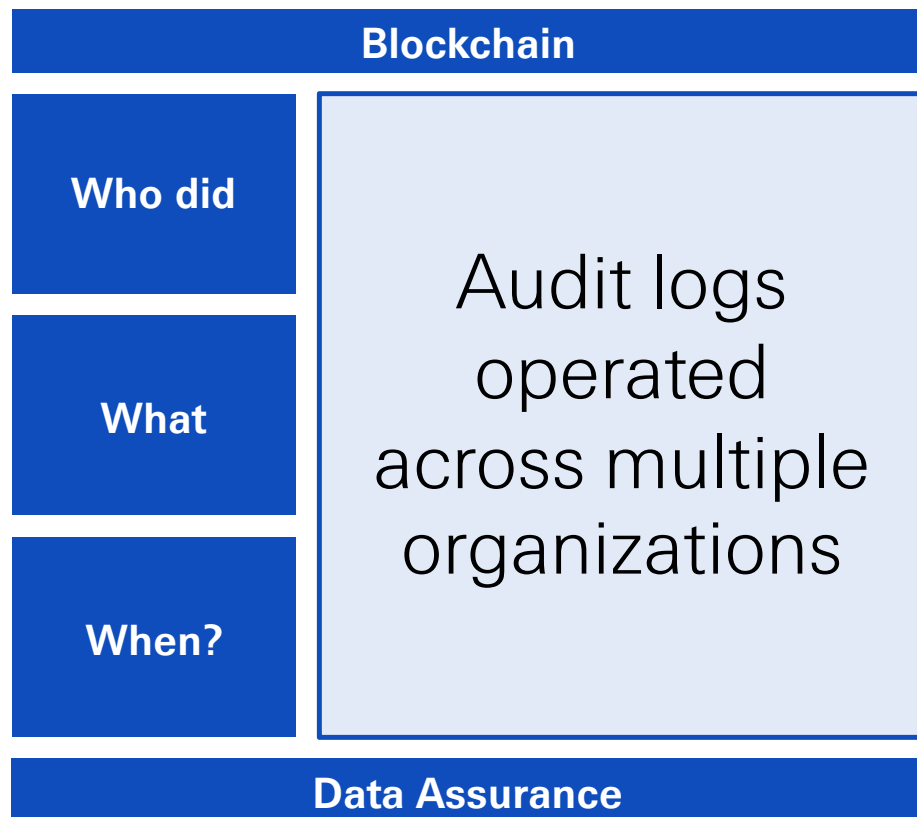 Blockchain
Who did
What
When?
Audit logs
operated
across multiple
organizations
Data Assurance